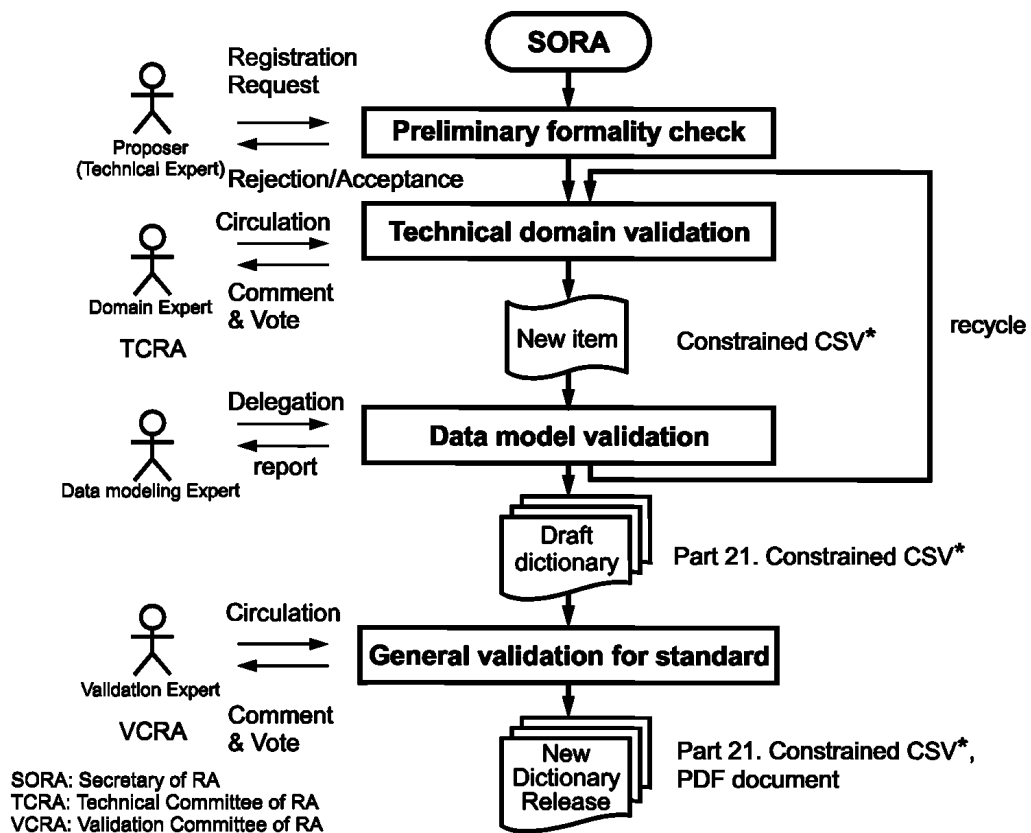 SORA
Registration
Request
Preliminary formality check
Proposer
(Technical Expert)
Rejection/Acceptance
Circulation
Technical domain validation
Domain Expert
Comment
& Vote
TCRA
New item
Constrained CSV*
recycle
Delegation
Data model validation
report
Data modeling Expert
Draft
dictionary
Part 21. Constrained CSV*
Circulation
General validation for standard
Validation Expert
VCRA
Comment
& Vote
New
Dictionary
Release
Part 21. Constrained CSV*,
PDF document
SORA: Secretary of RA
TCRA: Technical Committee of RA
VCRA: Validation Committee of RA